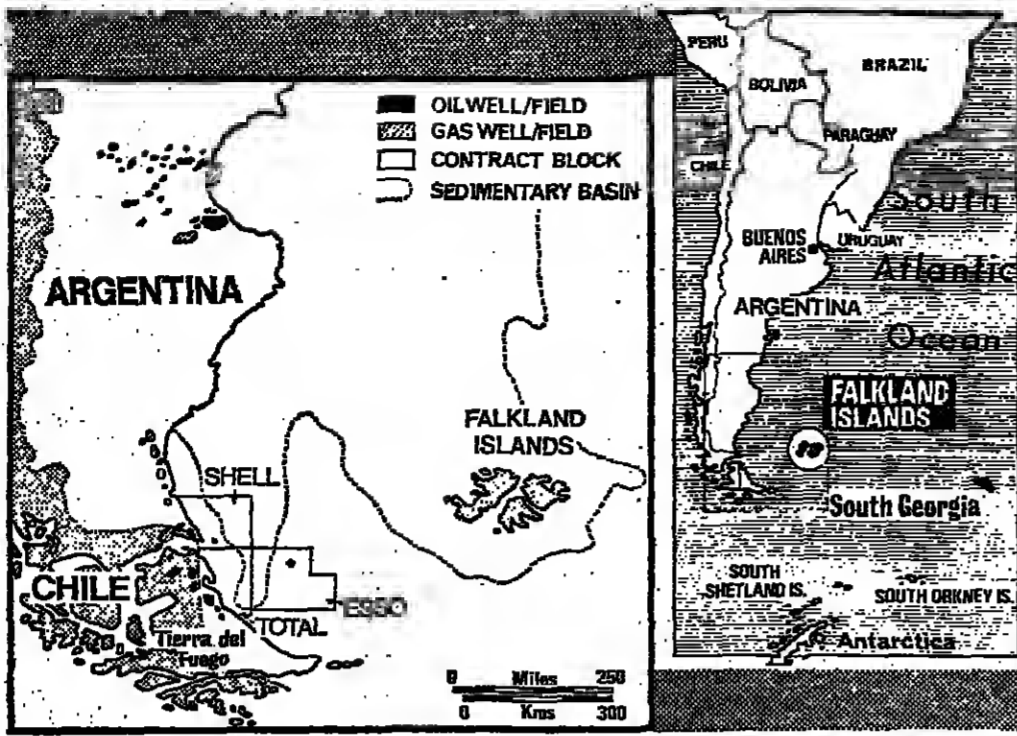 OIL WELL/FIELD
GAS WELL/FIELD
CONTRACT BLOCK
SEDIMENTARY BASIN
ARGENTINA
FALKLAND
ISLANDS
SHELL
CHILE
ESSO
TOTAL
Tierra del
Fuego
0 Miles 250
0 Kms 300
PERU
BRAZIL
BOLIVIA
PARAGUAY
CHILE
South
BUENOS
AIRES
URUGUAY
Atlantic
ARGENTINA
Ocean
FALKLAND
ISLANDS
South Georgia
SOUTH
SHETLAND IS.
SOUTH ORKNEY IS.
Antarctica